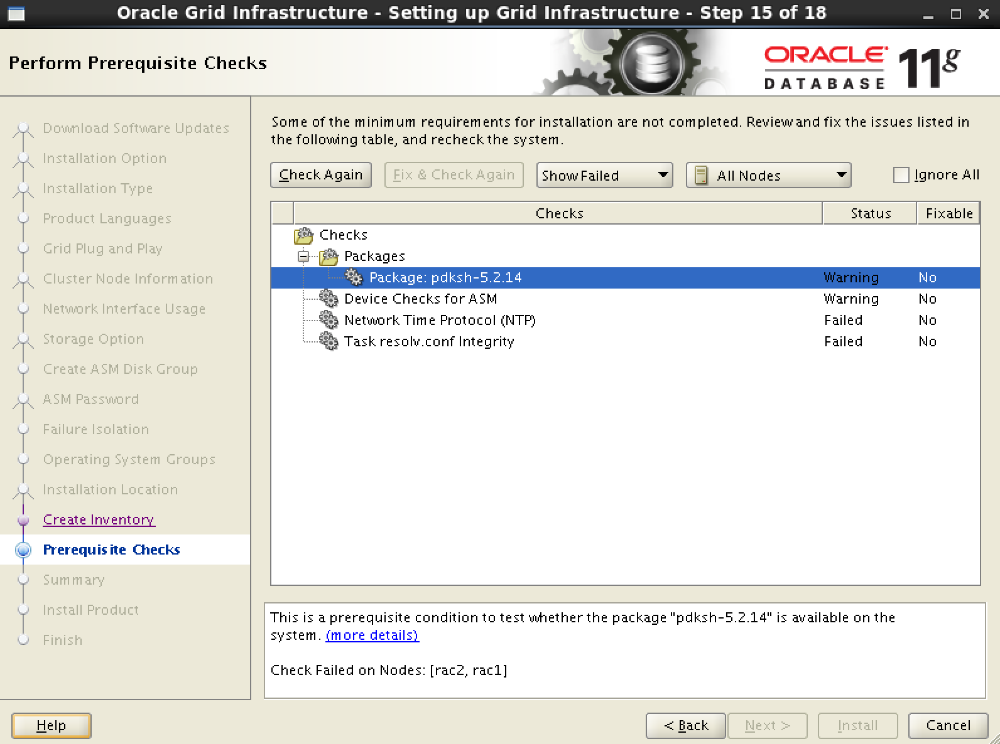 Oracle Grid Infrastructure - Setting up Grid Infrastructure - Step 15 of 18
Perform Prerequisite Checks
ORACLE
DATABASE
11g
Download Software Updates
Installation Option
Installation Type
Product Languages
Grid Plug and Play
Cluster Node Information
Network Interface Usage
Storage Option
Create ASM Disk Group
ASM Password
Failure Isolation
Operating System Groups
Installation Location
Create Inventory
Prerequisite Checks
Summary
Install Product
Finish
Some of the minimum requirements for installation are not completed. Review and fix the issues listed in
the following table, and recheck the system.
Check Again
Fix & Check Again
Show Failed
All Nodes
Ignore All
Checks Status Fixable
Checks
Packages
Package: pdksh-5.2.14 Warning No
Device Checks for ASM Warning No
Network Time Protocol (NTP) Failed No
Task resolv.conf Integrity Failed No
This is a prerequisite condition to test whether the package "pdksh-5.2.14" is available on the
system. (more details)
Check Failed on Nodes: [rac2, rac1]
Help
< Back
Next >
Install
Cancel